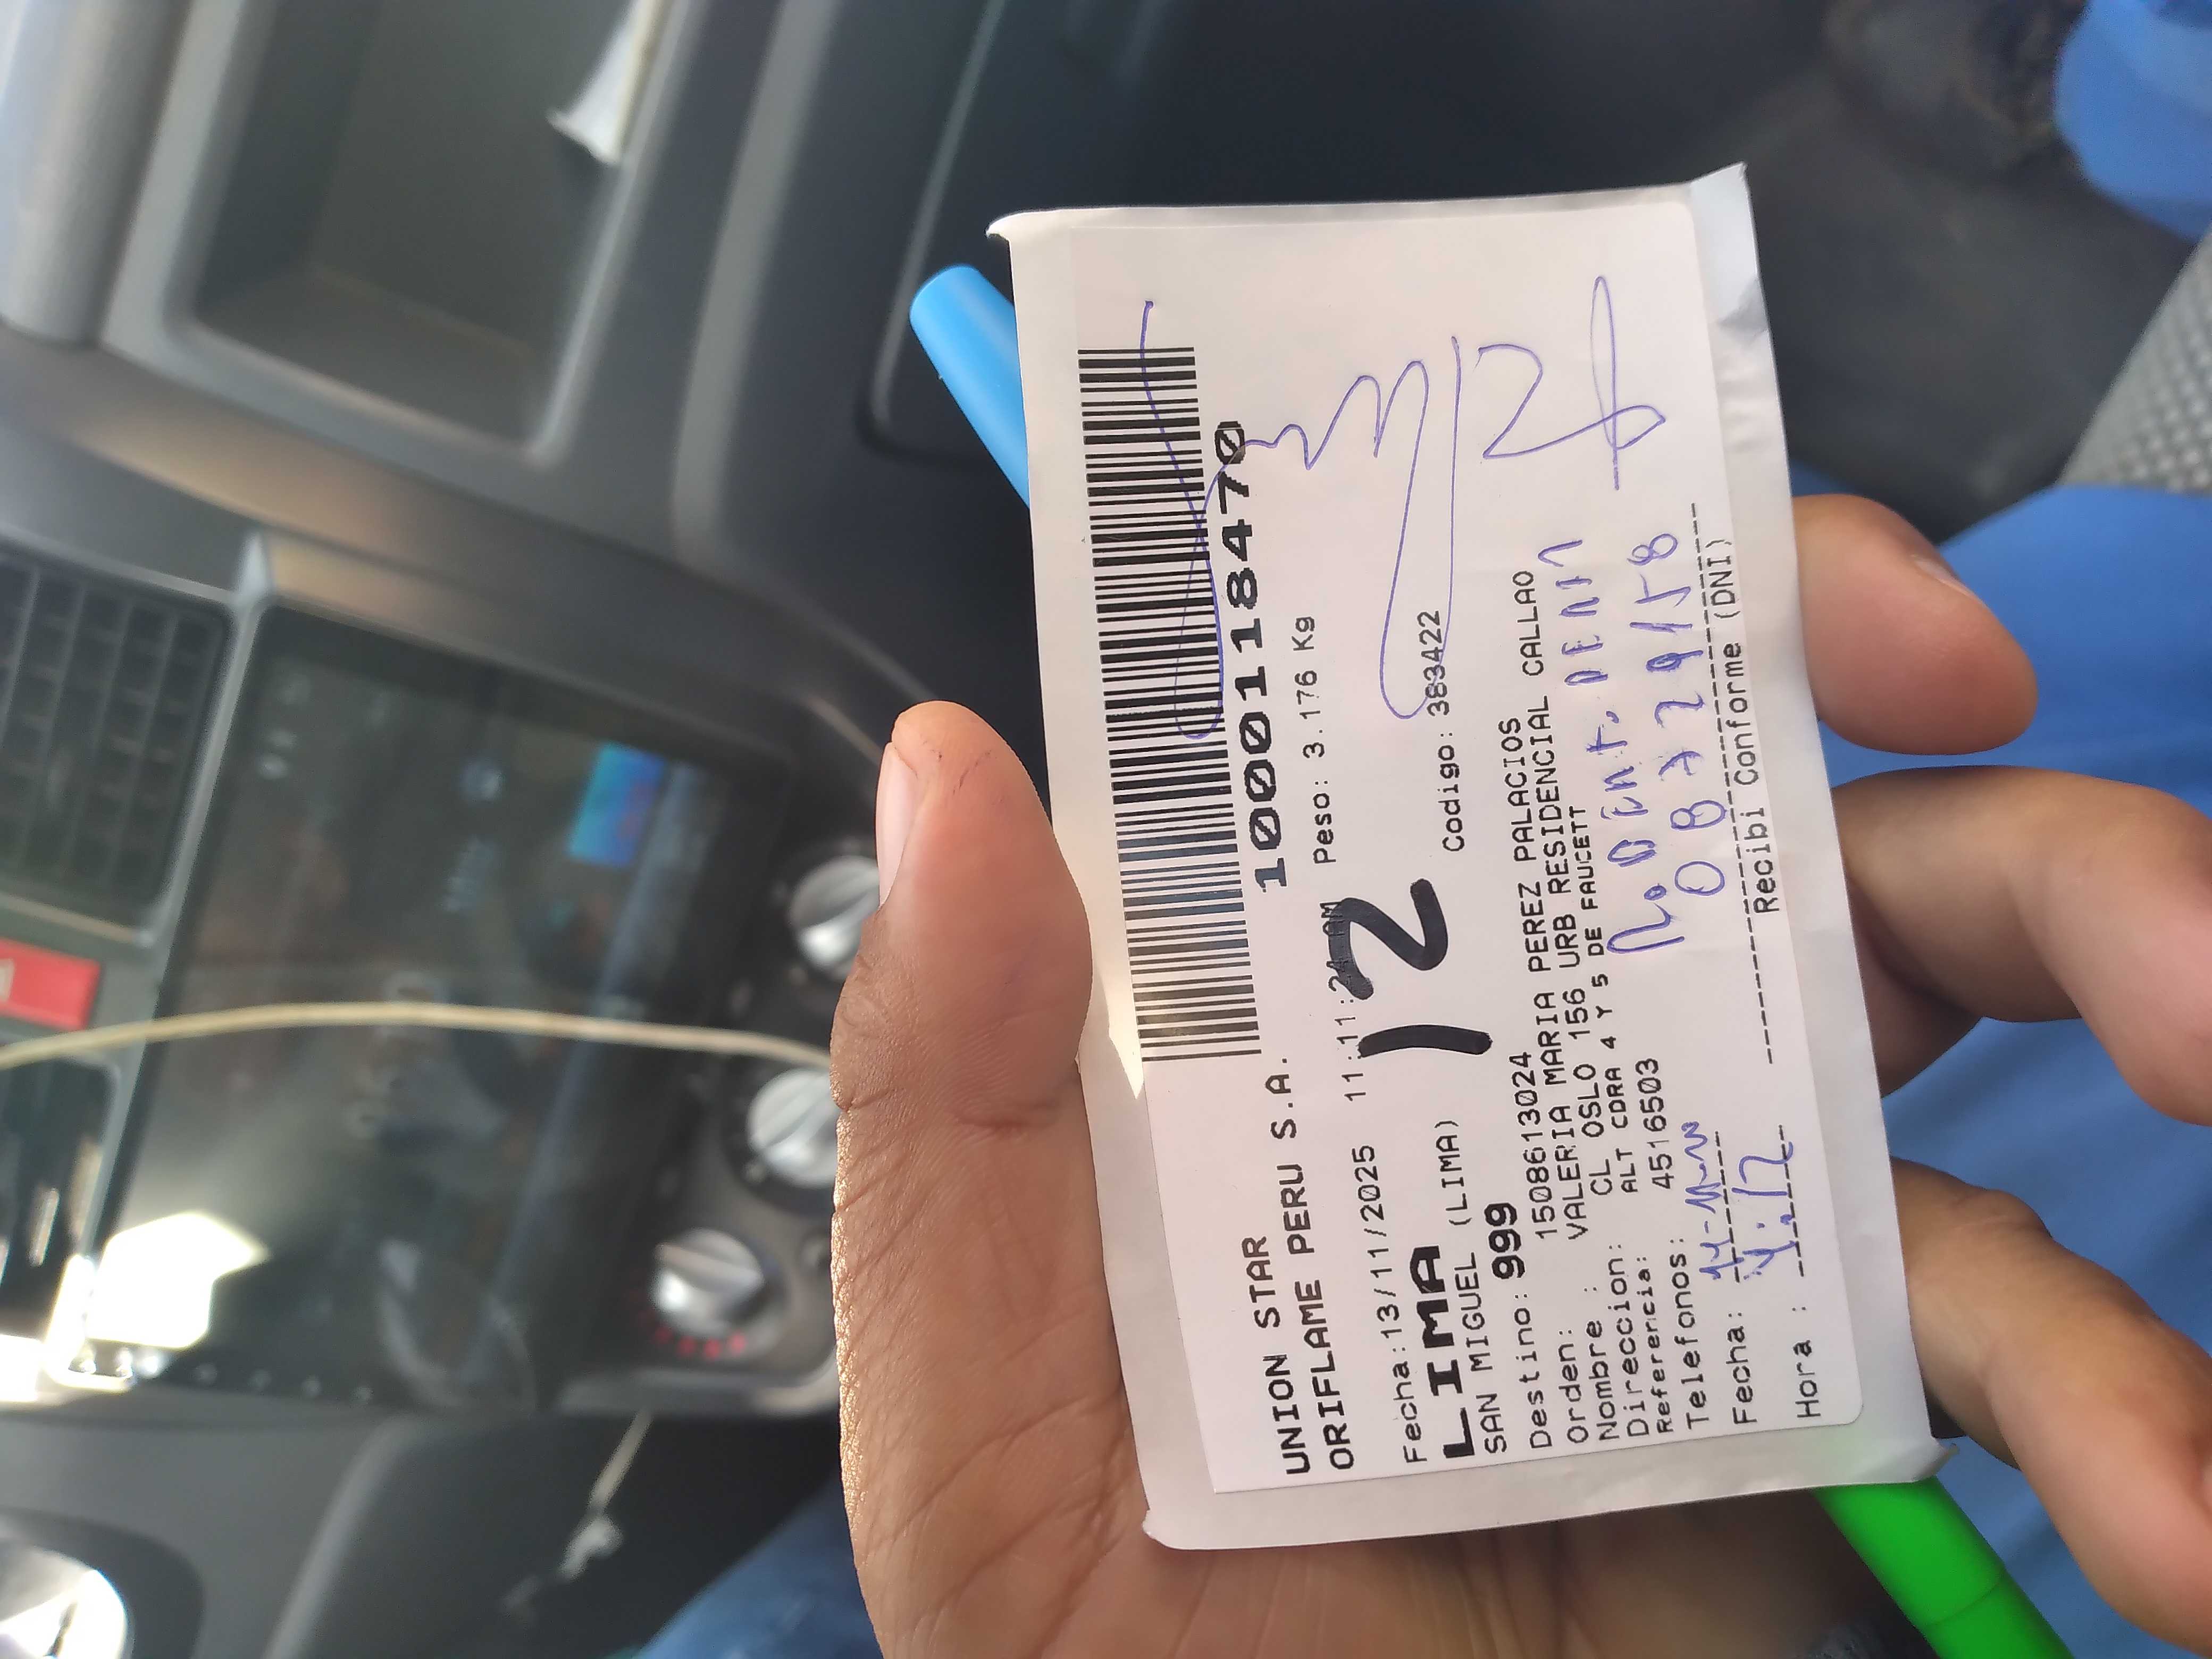 1000118470
UNION STAR
ORIFLAME PERU S.A.
Peso: 3.176 Kg
Fecha:13/11/2025 11:11:24 AM
LIMA
12
SAN MIGUEL (LIMA)
Codigo: 383422
Destino: 999
Orden: 1508613024
Nombre : VALERIA MARIA PEREZ PALACIOS
Direccion: CL OSLO 156 URB RESIDENCIAL CALLAO
Referencia: ALT CDRA 4 Y 5 DE FAUCETT
Telefonos: 4516503
08729158
Fecha:
Hora :
Recibi Conforme (DNI)